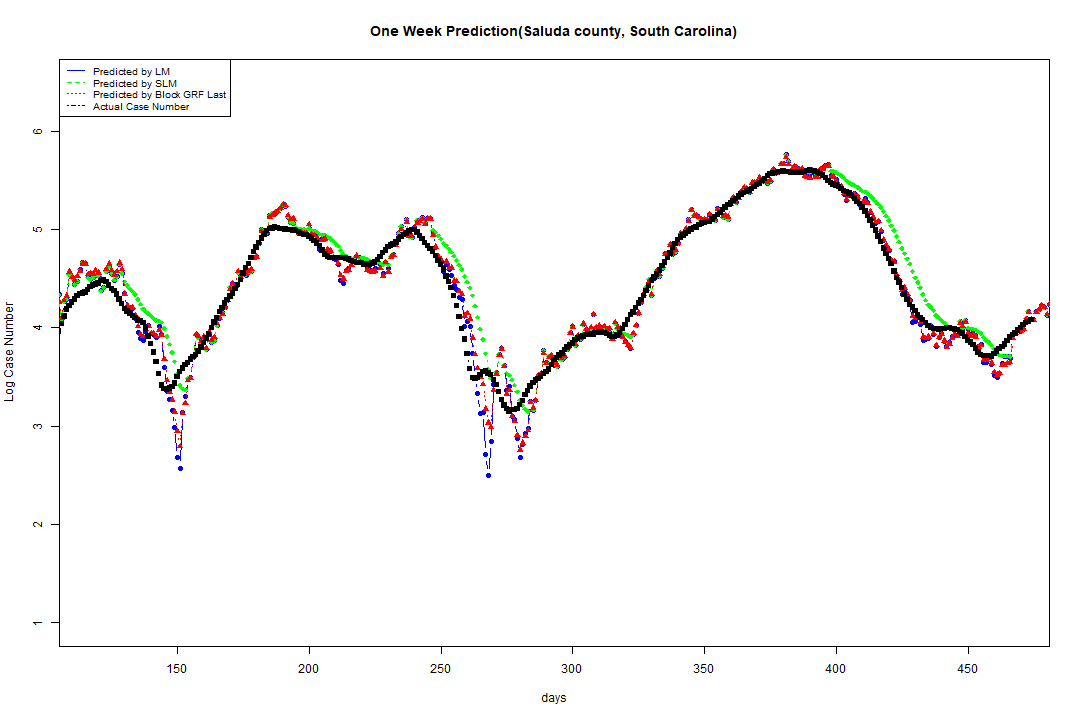 One Week Prediction(Saluda county, South Carolina)
Predicted by LM
Predicted by SLM
Predicted by Block GRF Last
Actual Case Number
6
5
4
3
2
1
Log Case Number
150 200 250 300 350 400 450
days